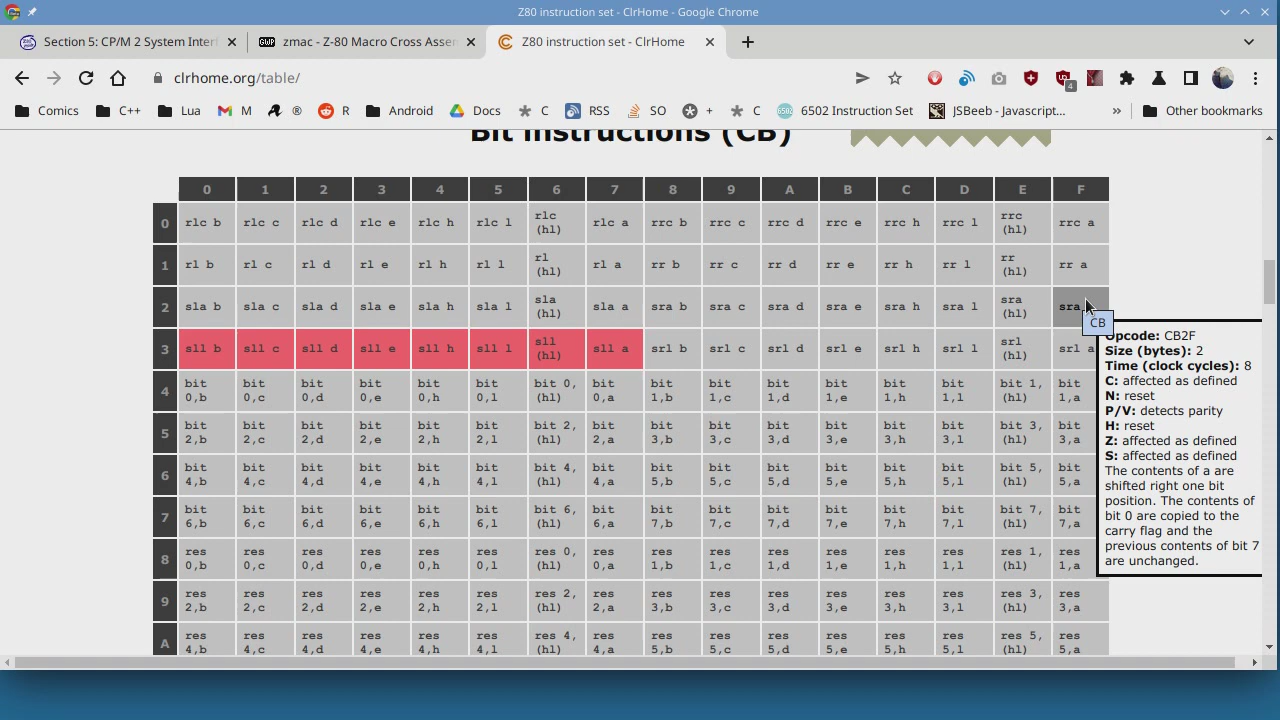 Z80 instruction set - ClrHome - Google Chrome
Section 5: CP/M 2 System Inter
zmac - Z-80 Macro Cross Assem
Z80 instruction set - ClrHome
clrhome.org/table/
4
Comics C++ Lua M ® R Android Docs C RSS SO + C 6502 Instruction Set JSBeeb - Javascript... » Other bookmarks
Bit instructions (CB)
0 1 2 3 4 5 6 7 8 9 A B C D E F
0 rlc b rlc c rlc d rlc e rlc h rlc l rlc (hl) rlc a rrc b rrc c rrc d rrc e rrc h rrc l rrc (hl) rrc a
1 rl b rl c rl d rl e rl h rl l rl (hl) rl a rr b rr c rr d rr e rr h rr l rr (hl) rr a
2 sla b sla c sla d sla e sla h sla l sla (hl) sla a sra b sra c sra d sra e sra h sra l sra (hl) sra
3 sll b sll c sll d sll e sll h sll l sll (hl) sll a srl b srl c srl d srl e srl h srl l srl (hl) srl a
4 bit 0,b bit 0,c bit 0,d bit 0,e bit 0,h bit 0,l bit 0, (hl) bit 0,a bit 1,b bit 1,c bit 1,d bit 1,e bit 1,h bit 1,l bit 1, (hl) bit 1,a
5 bit 2,b bit 2,c bit 2,d bit 2,e bit 2,h bit 2,l bit 2, (hl) bit 2,a bit 3,b bit 3,c bit 3,d bit 3,e bit 3,h bit 3,l bit 3, (hl) bit 3,a
6 bit 4,b bit 4,c bit 4,d bit 4,e bit 4,h bit 4,l bit 4, (hl) bit 4,a bit 5,b bit 5,c bit 5,d bit 5,e bit 5,h bit 5,l bit 5, (hl) bit 5,a
7 bit 6,b bit 6,c bit 6,d bit 6,e bit 6,h bit 6,l bit 6, (hl) bit 6,a bit 7,b bit 7,c bit 7,d bit 7,e bit 7,h bit 7,l bit 7, (hl) bit 7,a
8 res 0,b res 0,c res 0,d res 0,e res 0,h res 0,l res 0, (hl) res 0,a res 1,b res 1,c res 1,d res 1,e res 1,h res 1,l res 1, (hl) res 1,a
9 res 2,b res 2,c res 2,d res 2,e res 2,h res 2,l res 2, (hl) res 2,a res 3,b res 3,c res 3,d res 3,e res 3,h res 3,l res 3, (hl) res 3,a
A res 4,b res 4,c res 4,d res 4,e res 4,h res 4,l res 4, (hl) res 4,a res 5,b res 5,c res 5,d res 5,e res 5,h res 5,l res 5, (hl) res 5,a
CB
Opcode: CB2F
Size (bytes): 2
Time (clock cycles): 8
C: affected as defined
N: reset
P/V: detects parity
H: reset
Z: affected as defined
S: affected as defined
The contents of a are
shifted right one bit
position. The contents of
bit 0 are copied to the
carry flag and the
previous contents of bit 7
are unchanged.